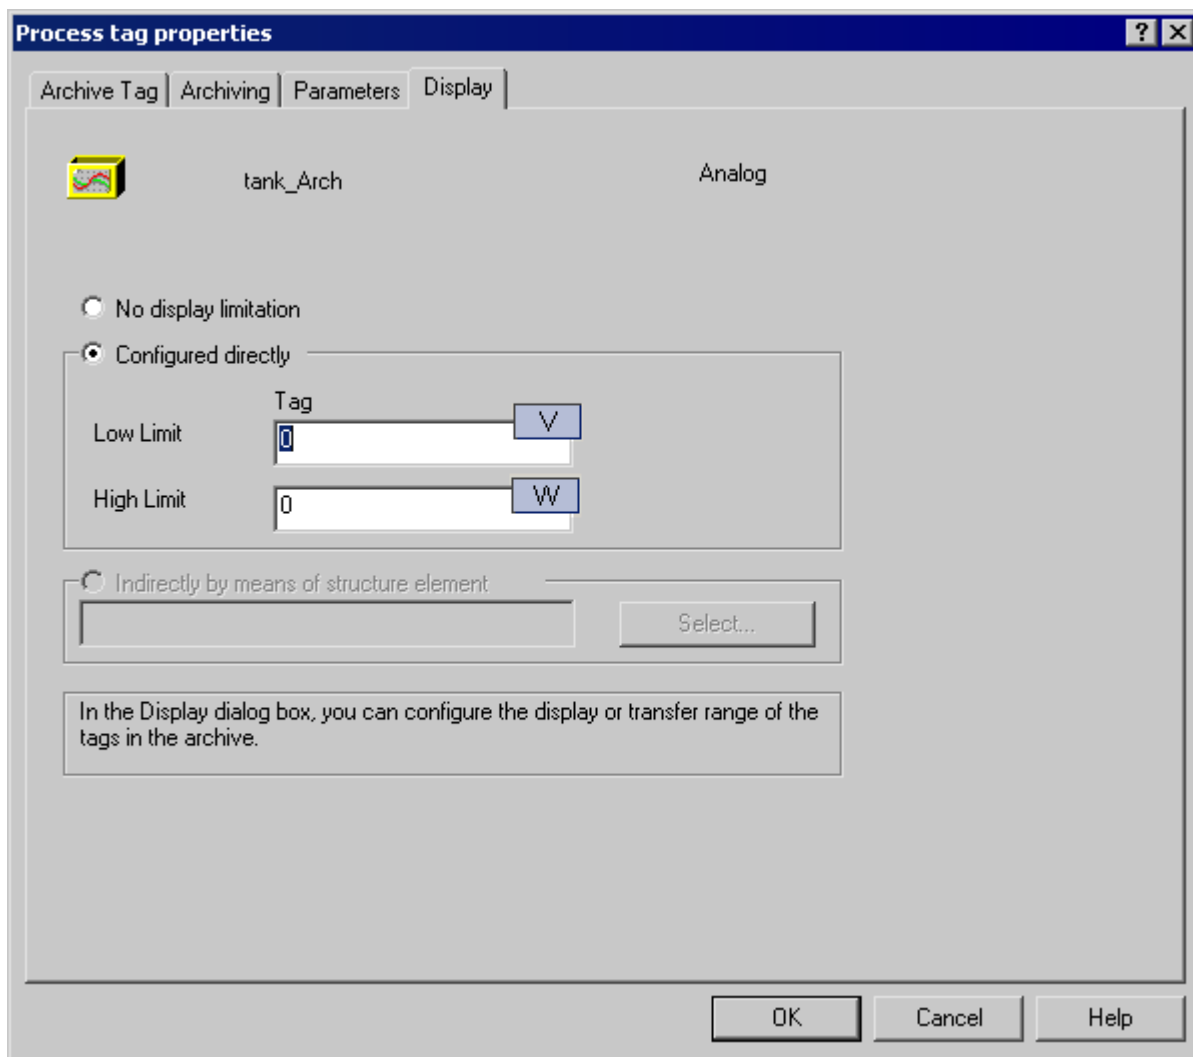 Process tag properties
Archive Tag Archiving Parameters Display
tank_Arch Analog
No display limitation
Configured directly
Tag
Low Limit 0 V
High Limit 0 W
Indirectly by means of structure element
Select...
In the Display dialog box, you can configure the display or transfer range of the
tags in the archive.
OK Cancel Help